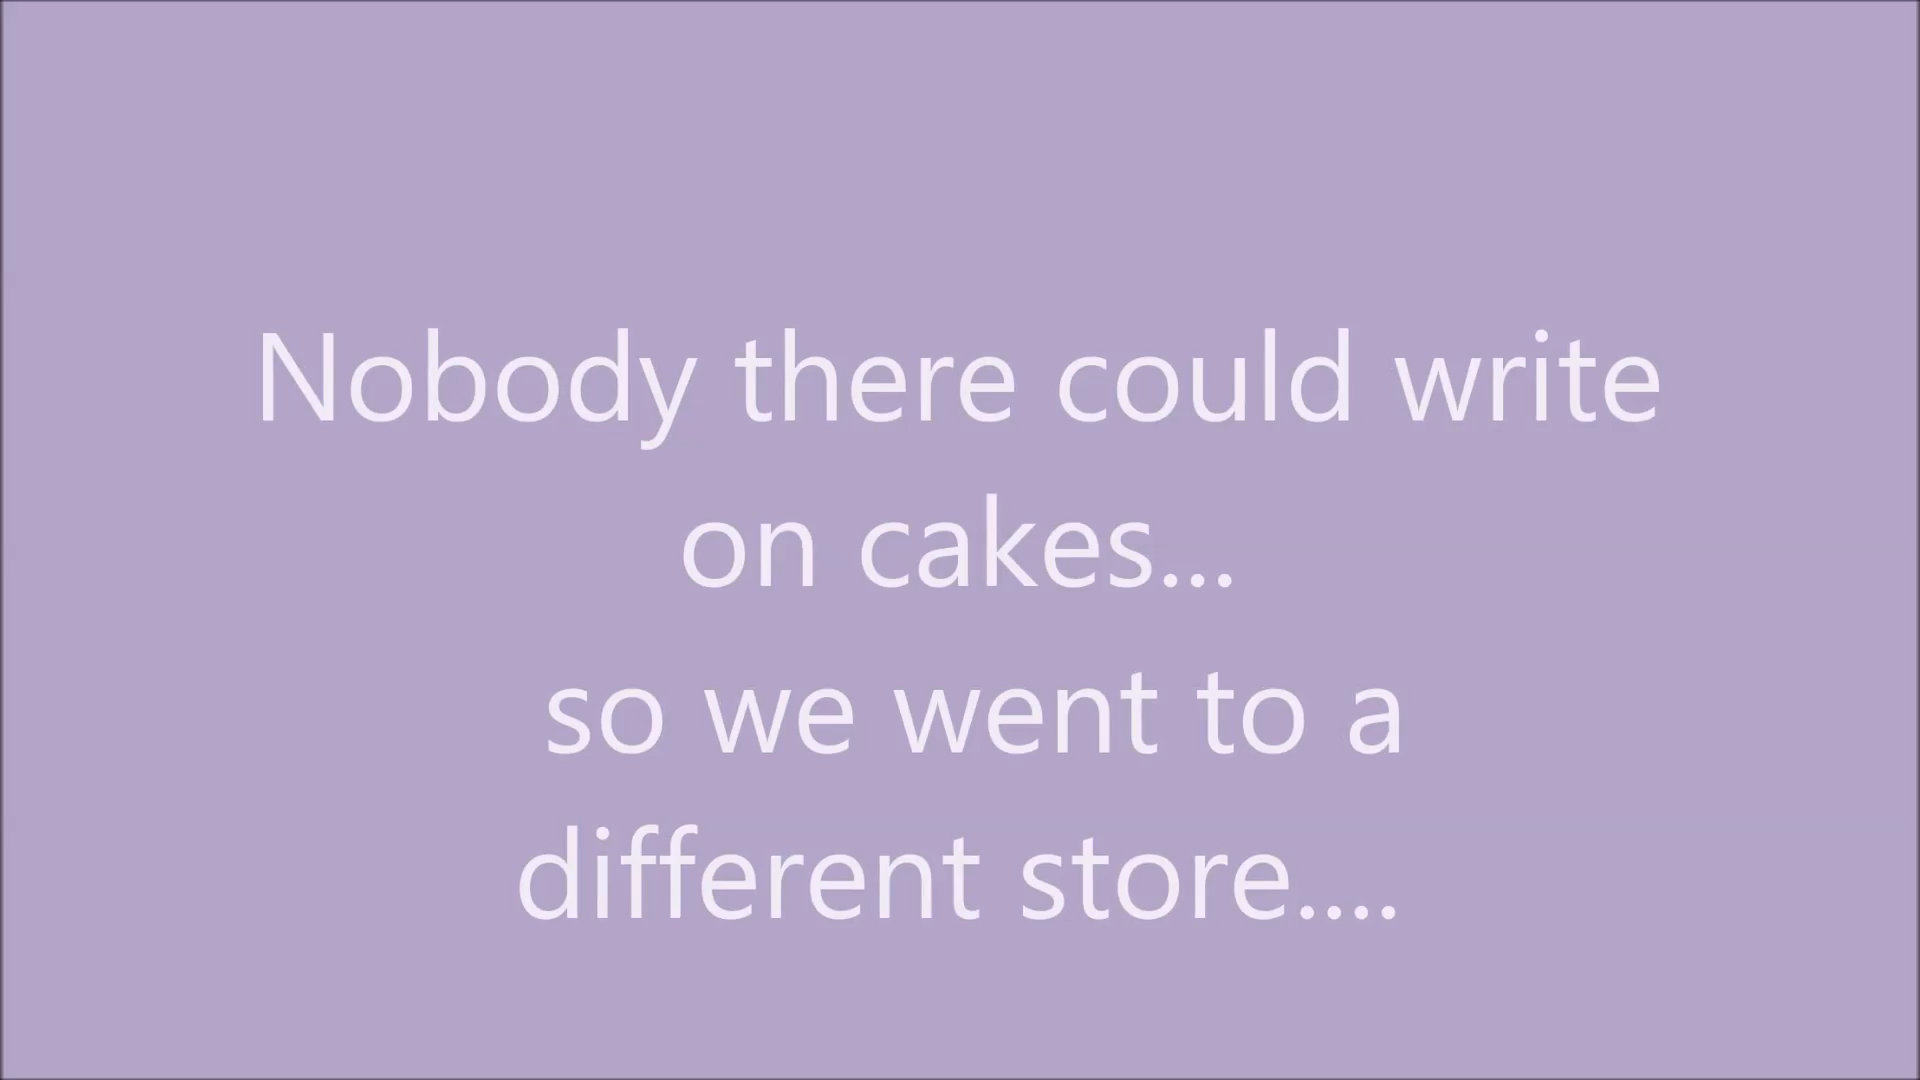 Nobody there could write
on cakes...
so we went to a
different store....